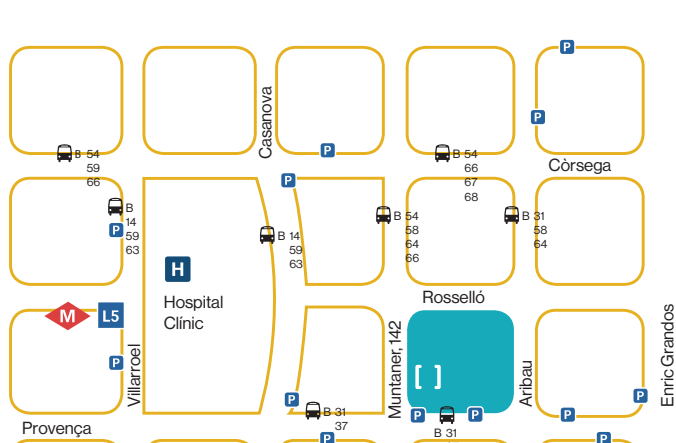 P
P
Casanova
P
B 54
59
66
B 54
66
67
68
Còrsega
P
B
14
59
63
P
B 54
58
64
66
B 31
58
64
P
B 14
59
63
H
Hospital
Clínic
Rosselló
M
L5
Villarroel
P
Muntaner, 142
[ ]
Aribau
Enric Grandos
P
P
B 31
37
P
P
B 31
P
Provença
P
P